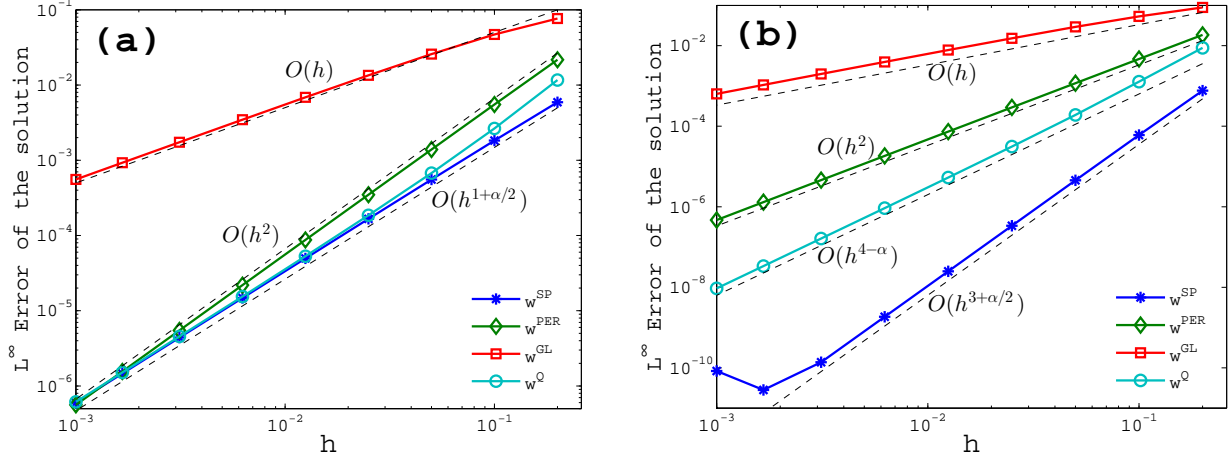 (a)
L^∞ Error of the solution
10^{-1}
10^{-2}
10^{-3}
10^{-4}
10^{-5}
10^{-6}
O(h)
O(h^{1+α/2})
O(h^2)
w^{SP}
w^{PER}
w^{GL}
w^{Q}
10^{-3}
10^{-2}
10^{-1}
h
(b)
L^∞ Error of the solution
10^{-2}
10^{-4}
10^{-6}
10^{-8}
10^{-10}
O(h)
O(h^2)
O(h^{4-α})
O(h^{3+α/2})
w^{SP}
w^{PER}
w^{GL}
w^{Q}
10^{-3}
10^{-2}
10^{-1}
h